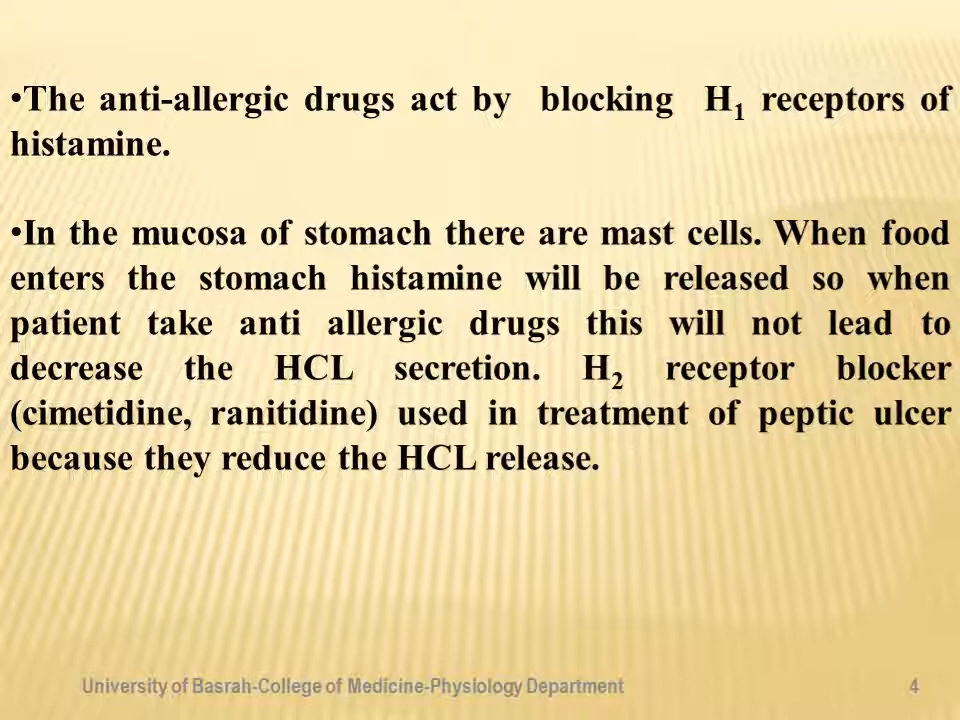 •The anti-allergic drugs act by blocking H₁ receptors of
histamine.
•In the mucosa of stomach there are mast cells. When food
enters the stomach histamine will be released so when
patient take anti allergic drugs this will not lead to
decrease the HCL secretion. H₂ receptor blocker
(cimetidine, ranitidine) used in treatment of peptic ulcer
because they reduce the HCL release.
University of Basrah-College of Medicine-Physiology Department 4